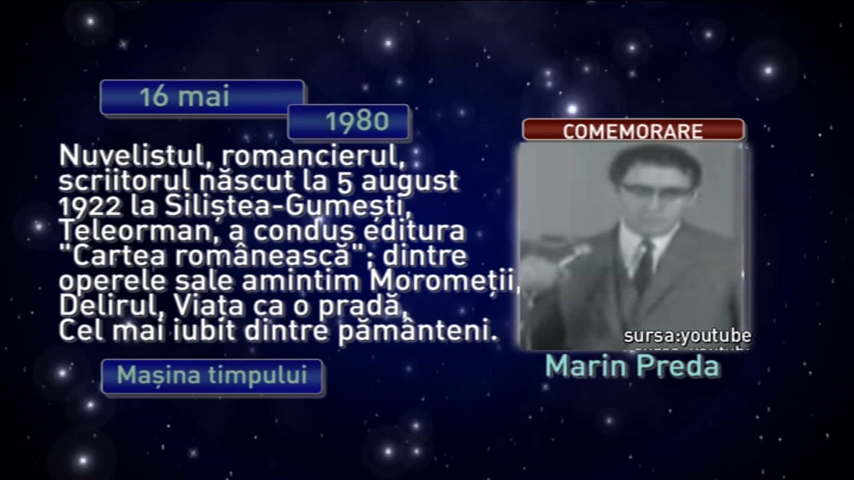 16 mai
1980
Nuvelistul, romancierul,
scriitorul născut la 5 august
1922 la Siliștea-Gumești,
Teleorman, a condus editura
"Cartea românească"; dintre
operele sale amintim Moromeții,
Delirul, Viața ca o pradă,
Cel mai iubit dintre pământeni.
Mașina timpului
COMEMORARE
sursa:youtube
sursa:youtube
Marin Preda